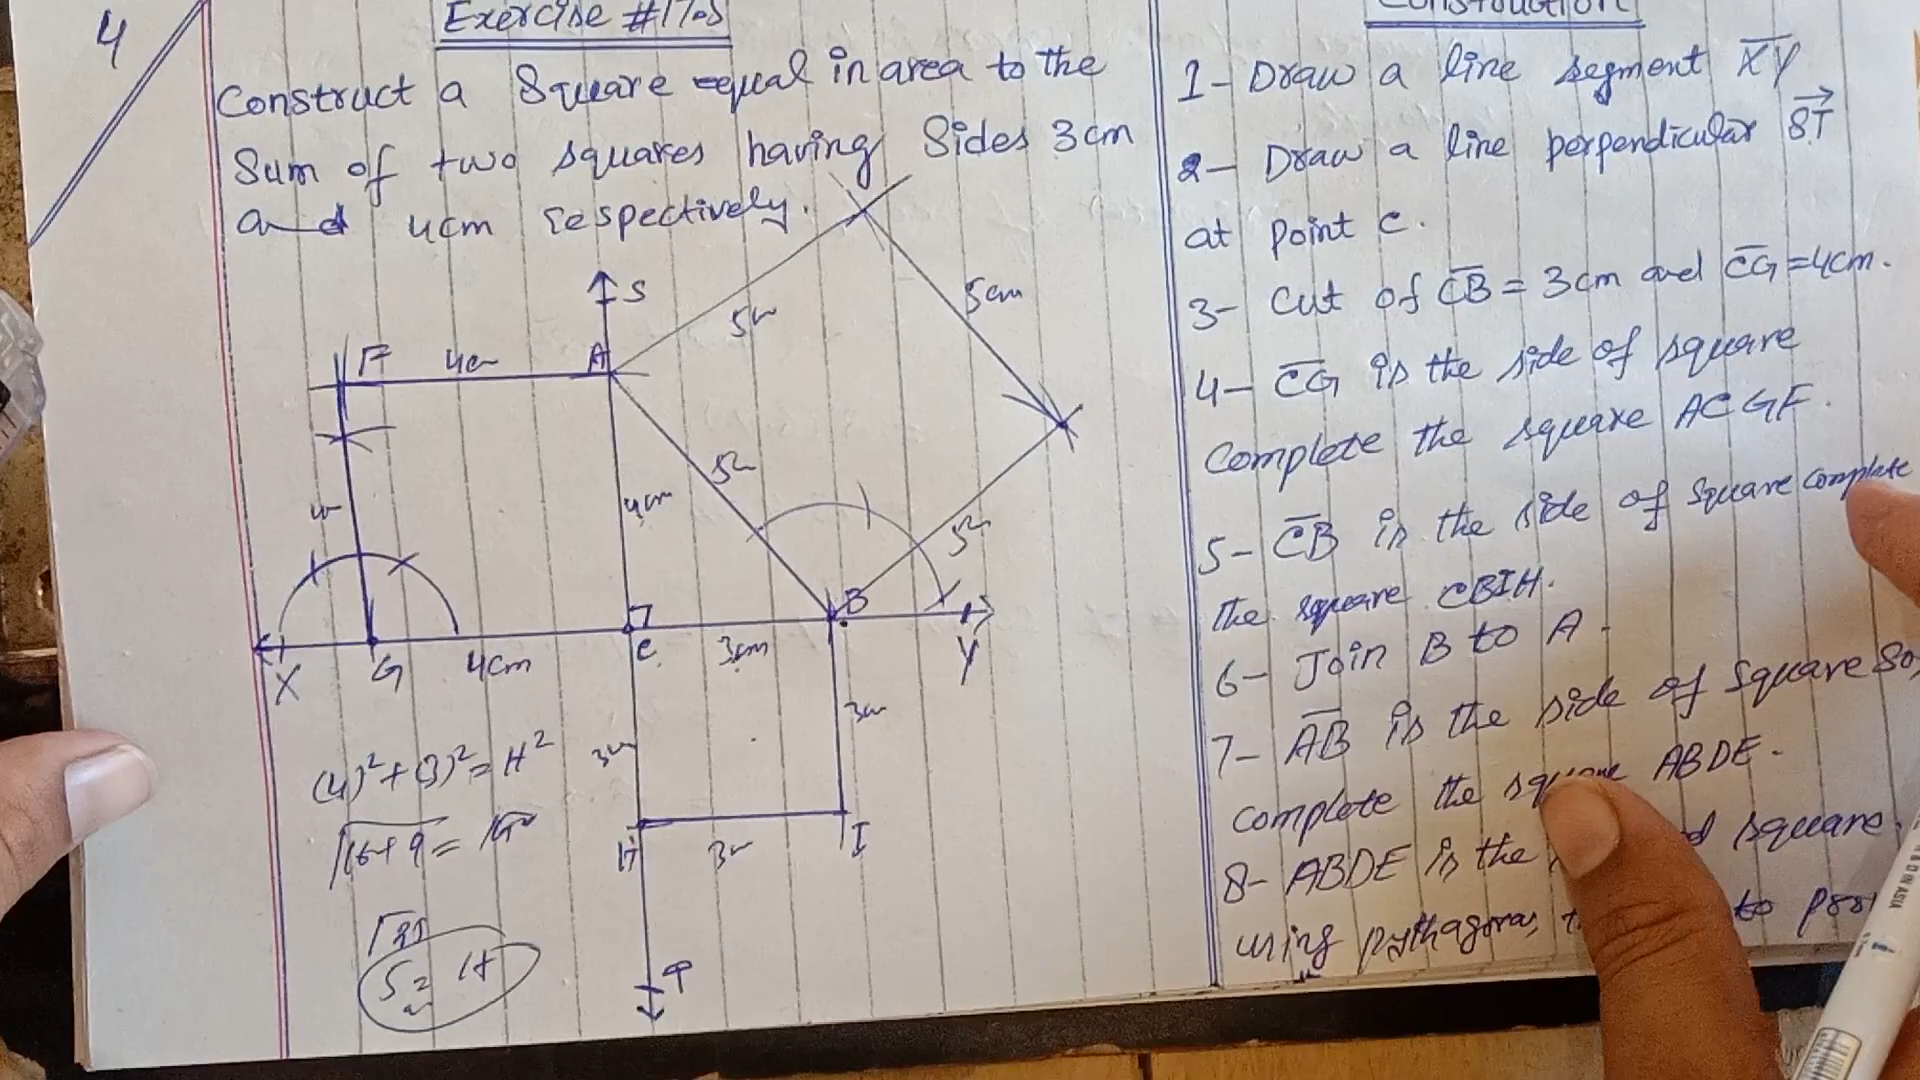 4
Exercise #17.5
Construct a Square equal in area to the
Sum of two squares having Sides 3cm
and 4cm respectively.
S
F 4cm A
5cm
5cm
5cm
4cm
5cm
B
X G 4cm C 3cm Y
3cm
3cm
(4)²+(3)²=H²
√16+9 =
H 3cm I
√25
5 = H
cm
T
Construction
1- Draw a line segment XY
2- Draw a line perpendicular ST
at point C.
3- Cut of CB = 3cm and CG = 4cm.
4- CG is the side of square
Complete the square ACGF.
5- CB is the side of Square complete
the square CBIH.
6- Join B to A.
7- AB is the side of square So,
complete the square ABDE.
8- ABDE is the square.
using pythagoras, to
N & D IN ASIA